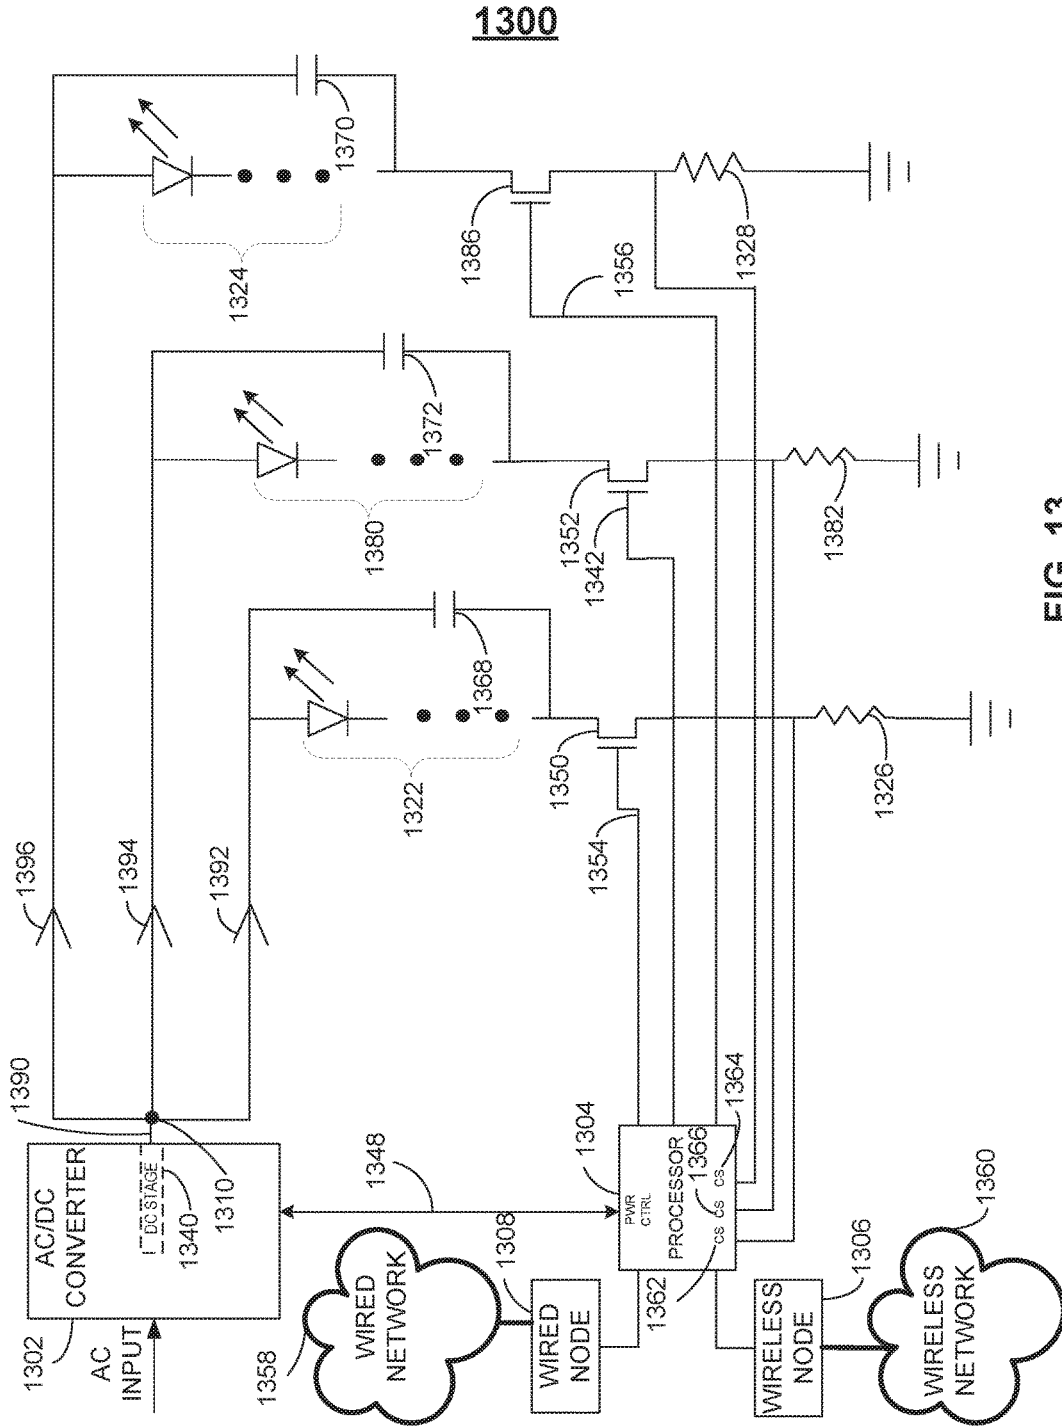 1300
1396
1394
1392
1390
1324
1370
1386
1356
1328
1380
1372
1352
1342
1382
1322
1368
1350
1354
1326
1302
AC/DC
CONVERTER
DC STAGE
1340
1310
AC
INPUT
1348
1304
PWR
CTRL
PROCESSOR
1366
1364
CS CS CS
1362
1358
WIRED
NETWORK
1308
WIRED
NODE
1306
WIRELESS
NODE
1360
WIRELESS
NETWORK
FIG. 13